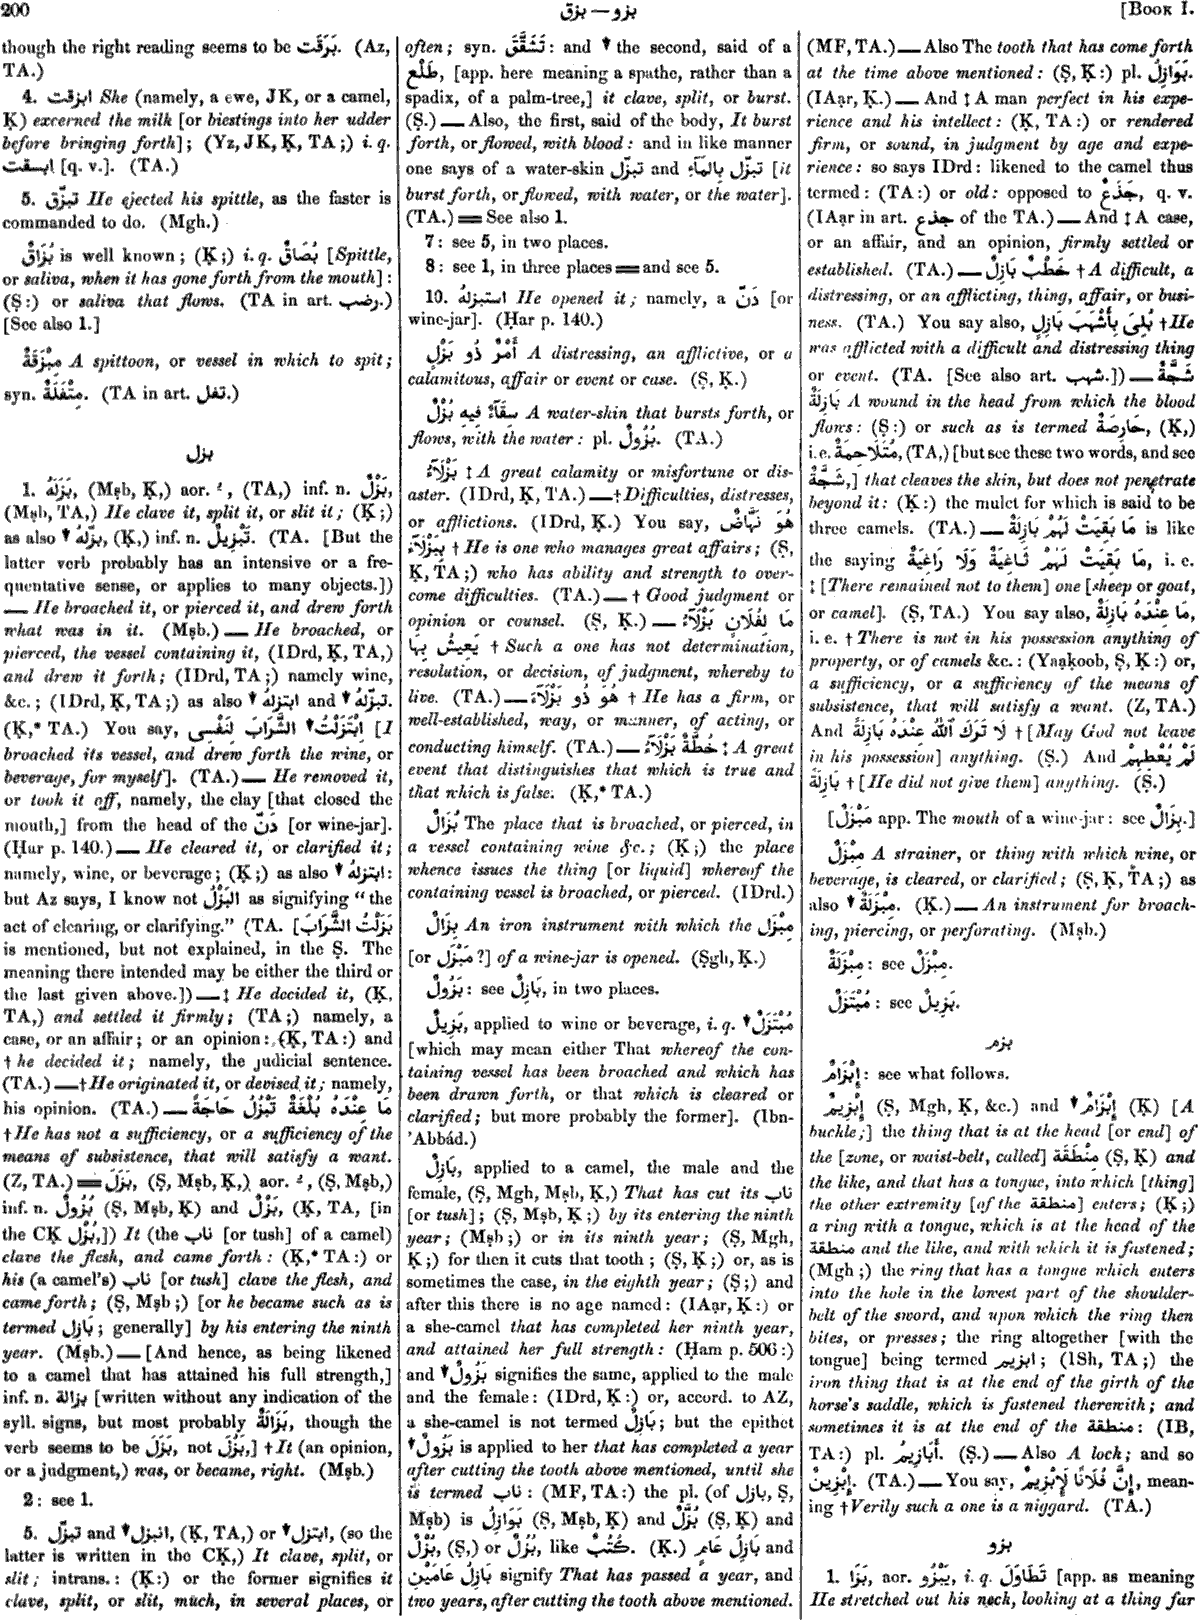 200
بزق — بزو
[BOOK I.
though the right reading seems to be بَرَقَت. (Az,
TA.)
4. ابزقت She (namely, a ewe, JK, or a camel,
Ḳ) excerned the milk [or biestings into her udder
before bringing forth]; (Yz, JK, Ḳ, TA;) i. q.
ابسقت [q. v.]. (TA.)
5. تبزّق He ejected his spittle, as the faster is
commanded to do. (Mgh.)
بُزَاقٌ is well known; (Ḳ;) i. q. بُصَاقٌ [Spittle,
or saliva, when it has gone forth from the mouth]:
(Ṣ:) or saliva that flows. (TA in art. رضب.)
[See also 1.]
مِبْزَقَةٌ A spittoon, or vessel in which to spit;
syn. مِتْفَلَةٌ. (TA in art. تفل.)
بزل
1. بَزَلَهُ, (Mṣb, Ḳ,) aor. ـُ, (TA,) inf. n. بَزْلٌ,
(Mṣb, TA,) He clave it, split it, or slit it; (Ḳ;)
as also ▼ بزّلهُ, (Ḳ,) inf. n. تَبْزِيلٌ. (TA. [But the
latter verb probably has an intensive or a fre-
quentative sense, or applies to many objects.])
— He broached it, or pierced it, and drew forth
what was in it. (Mṣb.) — He broached, or
pierced, the vessel containing it, (IDrd, Ḳ, TA,)
and drew it forth; (IDrd, TA;) namely wine,
&c.; (IDrd, Ḳ, TA;) as also ▼ ابتزلهُ and ▼ تبزّلهُ.
(Ḳ,* TA.) You say, اِبْتَزَلْتُ▼ الشَّرَابَ لِنَفْسِى [I
broached its vessel, and drew forth the wine, or
beverage, for myself]. (TA.) — He removed it,
or took it off, namely, the clay [that closed the
mouth,] from the head of the دَنّ [or wine-jar].
(Ḥar p. 140.) — He cleared it, or clarified it;
namely, wine, or beverage; (Ḳ;) as also ▼ ابتزلهُ:
but Az says, I know not البَزْلُ as signifying "the
act of clearing, or clarifying." (TA. [بَزَلْتُ الشَّرَابَ
is mentioned, but not explained, in the Ṣ. The
meaning there intended may be either the third or
the last given above.]) — ‡ He decided it, (Ḳ,
TA,) and settled it firmly; (TA;) namely, a
case, or an affair; or an opinion: (Ḳ, TA:) and
† he decided it; namely, the judicial sentence.
(TA.) — † He originated it, or devised it; namely,
his opinion. (TA.) — مَا عِنْدَهُ بُلْغَةٌ تَبْزُلُ حَاجَةً
† He has not a sufficiency, or a sufficiency of the
means of subsistence, that will satisfy a want.
(Z, TA.) = بَزَلَ, (Ṣ, Mṣb, Ḳ,) aor. ـُ, (Ṣ, Mṣb,)
inf. n. بُزُولٌ (Ṣ, Mṣb, Ḳ) and بَزْلٌ, (Ḳ, TA, [in
the CḲ بُزْلٌ,]) It (the ناب [or tush] of a camel)
clave the flesh, and came forth: (Ḳ,* TA:) or
his (a camel's) ناب [or tush] clave the flesh, and
came forth; (Ṣ, Mṣb;) [or he became such as is
termed بازل; generally] by his entering the ninth
year. (Mṣb.) — [And hence, as being likened
to a camel that has attained his full strength,]
inf. n. بزالة [written without any indication of the
syll. signs, but most probably بَزَالَةٌ, though the
verb seems to be بَزَلَ, not بَزُلَ,] † It (an opinion,
or a judgment,) was, or became, right. (Mṣb.)
2: see 1.
5. تبزّل and ▼ انبزل, (Ḳ, TA,) or ▼ ابتزل, (so the
latter is written in the CḲ,) It clave, split, or
slit; intrans.: (Ḳ:) or the former signifies it
clave, split, or slit, much, in several places, or
often; syn. تَشَقَّقَ: and ▼ the second, said of a
طَلْع, [app. here meaning a spathe, rather than a
spadix, of a palm-tree,] it clave, split, or burst.
(Ṣ.) — Also, the first, said of the body, It burst
forth, or flowed, with blood: and in like manner
one says of a water-skin تبزّل and تبزّل بِالمَآءِ [it
burst forth, or flowed, with water, or the water].
(TA.) = See also 1.
7: see 5, in two places.
8: see 1, in three places = and see 5.
10. استبزلهُ He opened it; namely, a دَنّ [or
wine-jar]. (Ḥar p. 140.)
أَمْرٌ ذُو بَزْلٍ A distressing, an afflictive, or a
calamitous, affair or event or case. (Ṣ, Ḳ.)
سِقَآءٌ فِيهِ بُزْلٌ A water-skin that bursts forth, or
flows, with the water: pl. بُزُولٌ. (TA.)
بَزْلَآءُ ‡ A great calamity or misfortune or dis-
aster. (IDrd, Ḳ, TA.) — † Difficulties, distresses,
or afflictions. (IDrd, Ḳ.) You say, هُوَ نَهَّاضٌ
بِبَزْلَآءَ † He is one who manages great affairs; (Ṣ,
Ḳ, TA;) who has ability and strength to over-
come difficulties. (TA.) — † Good judgment or
opinion or counsel. (Ṣ, Ḳ.) — مَا لِفُلَانٍ بَزْلَآءُ
يَعِيشُ بِهَا † Such a one has not determination,
resolution, or decision, of judgment, whereby to
live. (TA.) — هُوَ ذُو بَزْلَآءَ † He has a firm, or
well-established, way, or manner, of acting, or
conducting himself. (TA.) — خُطَّةٌ بَزْلَآءُ ‡ A great
event that distinguishes that which is true and
that which is false. (Ḳ,* TA.)
بُزَالٌ The place that is broached, or pierced, in
a vessel containing wine &c.; (Ḳ;) the place
whence issues the thing [or liquid] whereof the
containing vessel is broached, or pierced. (IDrd.)
بِزَالٌ An iron instrument with which the مِبْزَل
[or مَبْزَل ?] of a wine-jar is opened. (Ṣgh, Ḳ.)
بَزُولٌ: see بَازِلٌ, in two places.
بَزِيلٌ, applied to wine or beverage, i. q. ▼ مُبْتَزَلٌ
[which may mean either That whereof the con-
taining vessel has been broached and which has
been drawn forth, or that which is cleared or
clarified; but more probably the former]. (Ibn-
'Abbád.)
بَازِلٌ, applied to a camel, the male and the
female, (Ṣ, Mgh, Mṣb, Ḳ,) That has cut its ناب
[or tush]; (Ṣ, Mṣb, Ḳ;) by its entering the ninth
year; (Mṣb;) or in its ninth year; (Ṣ, Mgh,
Ḳ;) for then it cuts that tooth; (Ṣ, Ḳ;) or, as is
sometimes the case, in the eighth year; (Ṣ;) and
after this there is no age named: (IAạr, Ḳ:) or
a she-camel that has completed her ninth year,
and attained her full strength: (Ḥam p. 506:)
and ▼ بَزُولٌ signifies the same, applied to the male
and the female: (IDrd, Ḳ:) or, accord. to AZ,
a she-camel is not termed بَازِلٌ; but the epithet
▼ بَزُولٌ is applied to her that has completed a year
after cutting the tooth above mentioned, until she
is termed ناب: (MF, TA:) the pl. (of بازل, Ṣ,
Mṣb) is بَوَازِلُ (Ṣ, Mṣb, Ḳ) and بُزَّلٌ (Ṣ, Ḳ) and
بُزْلٌ, (Ṣ,) or بُزُلٌ, like كُتُبٌ. (Ḳ.) بَازِلُ عَامٍ and
بَازِلُ عَامَيْنِ signify That has passed a year, and
two years, after cutting the tooth above mentioned.
(MF, TA.) — Also The tooth that has come forth
at the time above mentioned: (Ṣ, Ḳ:) pl. بَوَازِلُ.
(IAạr, Ḳ.) — And ‡ A man perfect in his expe-
rience and his intellect: (Ḳ, TA:) or rendered
firm, or sound, in judgment by age and expe-
rience: so says IDrd: likened to the camel thus
termed: (TA:) or old: opposed to جَذَعٌ, q. v.
(IAạr in art. جذع of the TA.) — And ‡ A case,
or an affair, and an opinion, firmly settled or
established. (TA.) — خَطْبٌ بَازِلٌ † A difficult, a
distressing, or an afflicting, thing, affair, or busi-
ness. (TA.) You say also, بُلِىَ بِأَشْهَبَ بَازِلٍ † He
was afflicted with a difficult and distressing thing
or event. (TA. [See also art. شهب.]) — شَجَّةٌ
بَازِلَةٌ A wound in the head from which the blood
flows: (Ṣ:) or such as is termed حَارِصَةٌ, (Ḳ,)
i. e. مُتَلَاحِمَةٌ, (TA,) [but see these two words, and see
شَجَّةٌ,] that cleaves the skin, but does not penetrate
beyond it: (Ḳ:) the mulct for which is said to be
three camels. (TA.) — مَا بَقِيَتْ لَهُمْ بَازِلَةٌ is like
the saying مَا بَقِيَتْ لَهُمْ ثَاغِيَةٌ وَلَا رَاغِيَةٌ, i. e.
‡ [There remained not to them] one [sheep or goat,
or camel]. (Ṣ, TA.) You say also, مَا عِنْدَهُ بَازِلَةٌ,
i. e. † There is not in his possession anything of
property, or of camels &c.: (Yaạḳoob, Ṣ, Ḳ:) or,
a sufficiency, or a sufficiency of the means of
subsistence, that will satisfy a want. (Z, TA.)
And لَا تَرَكَ ٱللّٰهُ عِنْدَهُ بَازِلَةً † [May God not leave
in his possession] anything. (Ṣ.) And لَمْ يُعْطِهِمْ
بَازِلَةً † [He did not give them] anything. (Ṣ.)
[مَبْزَلٌ app. The mouth of a wine-jar: see بِزَالٌ.]
مِبْزَلٌ A strainer, or thing with which wine, or
beverage, is cleared, or clarified; (Ṣ, Ḳ, TA;) as
also ▼ مِبْزَلَةٌ. (Ḳ.) — An instrument for broach-
ing, piercing, or perforating. (Mṣb.)
مِبْزَلَةٌ: see مِبْزَلٌ.
مُبْتَزَلٌ: see بَزِيلٌ.
بزم
إِبْزَامٌ: see what follows.
إِبْزِيمٌ (Ṣ, Mgh, Ḳ, &c.) and ▼ إِبْزَامٌ (Ḳ) [A
buckle;] the thing that is at the head [or end] of
the [zone, or waist-belt, called] مِنْطَقَة (Ṣ, Ḳ) and
the like, and that has a tongue, into which [thing]
the other extremity [of the منطقة] enters; (Ḳ;)
a ring with a tongue, which is at the head of the
منطقة and the like, and with which it is fastened;
(Mgh;) the ring that has a tongue which enters
into the hole in the lowest part of the shoulder-
belt of the sword, and upon which the ring then
bites, or presses; the ring altogether [with the
tongue] being termed ابزيم; (ISh, TA;) the
iron thing that is at the end of the girth of the
horse's saddle, which is fastened therewith; and
sometimes it is at the end of the منطقة: (IB,
TA:) pl. أَبَازِيمُ. (Ṣ.) — Also A lock; and so
إِبْزِينٌ. (TA.) — You say, إِنَّ فُلَانًا لَإِبْزِيمٌ, mean-
ing † Verily such a one is a niggard. (TA.)
بزو
1. بَزَا, aor. يَبْزُو, i. q. تَطَاوَلَ [app. as meaning
He stretched out his neck, looking at a thing far